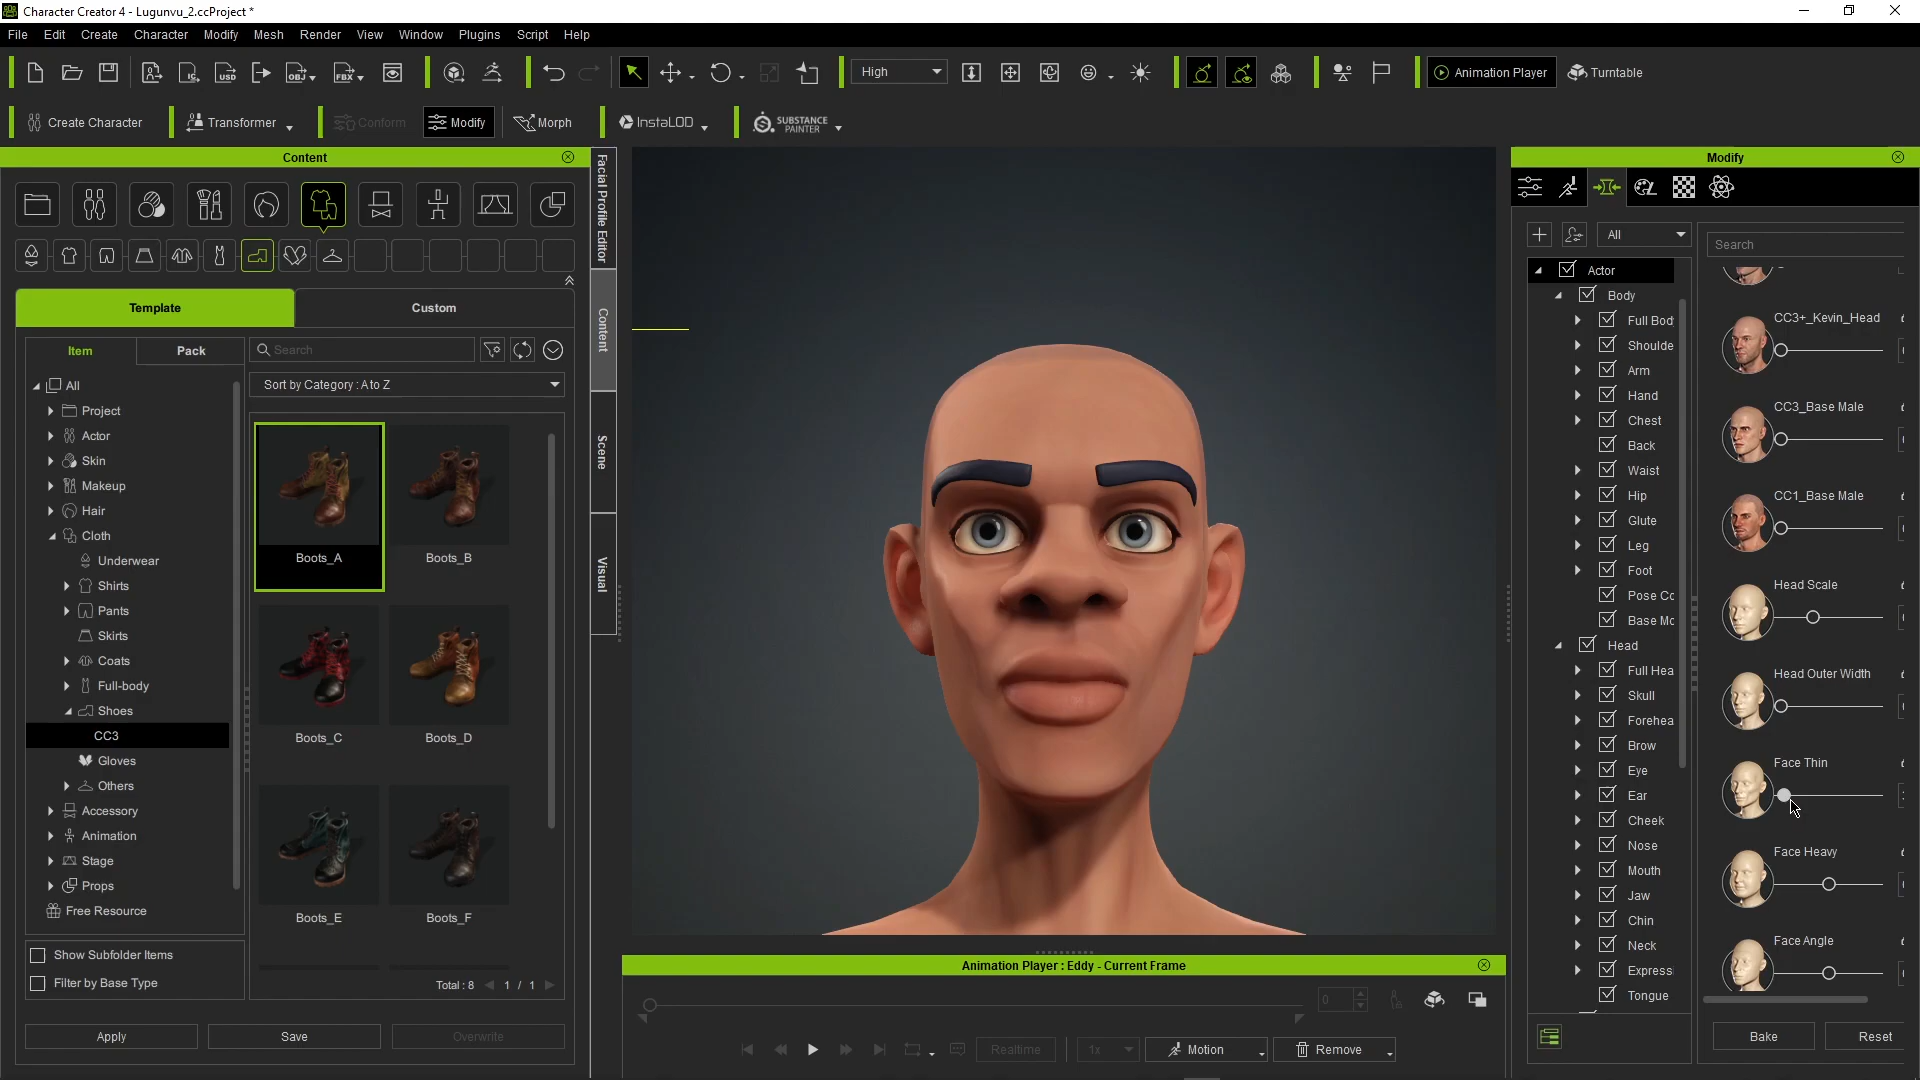 Character Creator 4 - Lugunvu_2.ccProject *
File Edit Create Character Modify Mesh Render View Window Plugins Script Help
High
Animation Player
Turntable
Create Character
Transformer
Conform
Modify
Morph
InstaLOD
SUBSTANCE
PAINTER
Content
Template
Custom
Item
Pack
Search
Sort by Category : A to Z
All
Project
Actor
Skin
Makeup
Hair
Cloth
Underwear
Shirts
Pants
Skirts
Coats
Full-body
Shoes
CC3
Gloves
Others
Accessory
Animation
Stage
Props
Free Resource
Boots_A
Boots_B
Boots_C
Boots_D
Boots_E
Boots_F
Show Subfolder Items
Filter by Base Type
Total : 8
1 / 1
Apply
Save
Overwrite
Facial Profile Editor
Content
Scene
Visual
Animation Player : Eddy - Current Frame
0
Realtime
1x
Motion
Remove
Modify
All
Search
Actor
Body
Full Bod
Shoulde
Arm
Hand
Chest
Back
Waist
Hip
Glute
Leg
Foot
Pose Co
Base Mo
Head
Full Hea
Skull
Forehea
Brow
Eye
Ear
Cheek
Nose
Mouth
Jaw
Chin
Neck
Express
Tongue
CC3+_Kevin_Head
CC3_Base Male
CC1_Base Male
Head Scale
Head Outer Width
Face Thin
Face Heavy
Face Angle
Bake
Reset